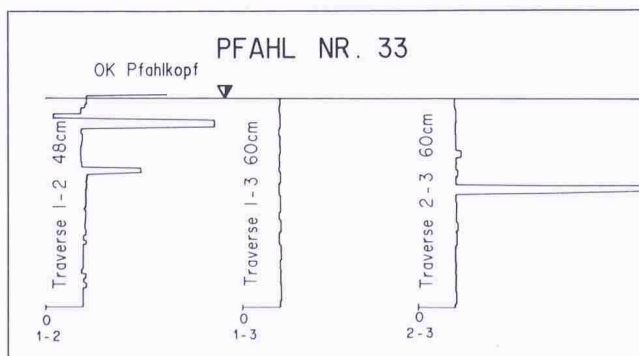 PFAHL NR. 33
OK Pfahlkopf
Traverse 1-2 48cm
Traverse 1-3 60cm
Traverse 2-3 60cm
0
1-2
0
1-3
0
2-3